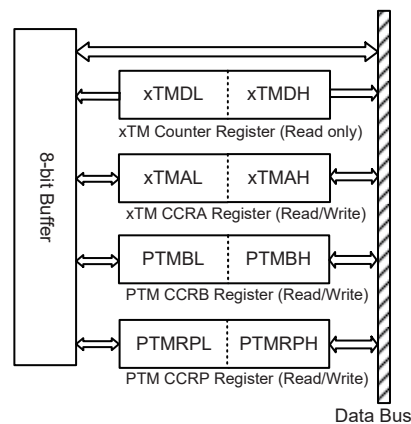 8-bit Buffer
xTMDL xTMDH
xTM Counter Register (Read only)
xTMAL xTMAH
xTM CCRA Register (Read/Write)
PTMBL PTMBH
PTM CCRB Register (Read/Write)
PTMRPL PTMRPH
PTM CCRP Register (Read/Write)
Data Bus